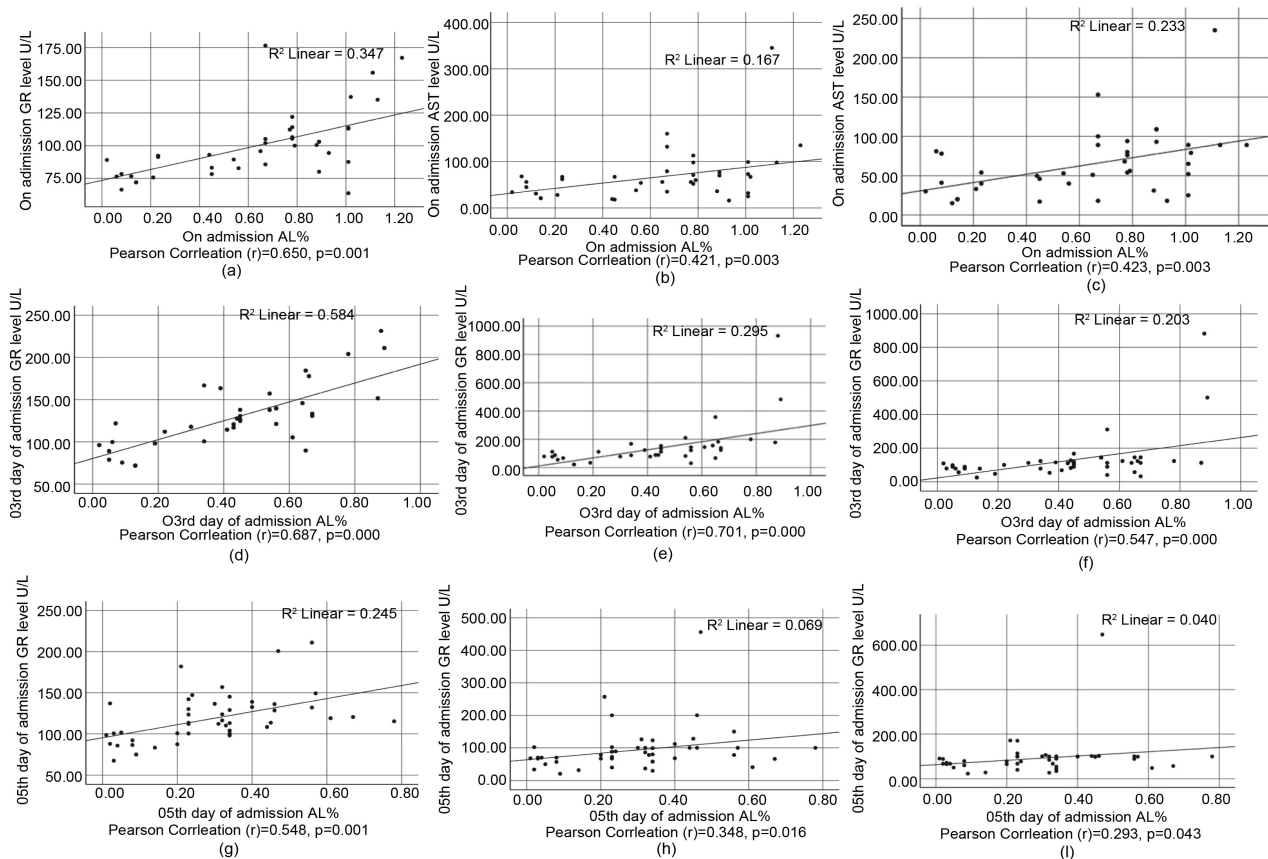 On admission GR level U/L
175.00
150.00
125.00
100.00
75.00
R² Linear = 0.347
0.00 0.20 0.40 0.60 0.80 1.00 1.20
On admission AL%
Pearson Corrleation (r)=0.650, p=0.001
(a)
On admission AST level U/L
400.00
300.00
200.00
100.00
0.00
R² Linear = 0.167
0.00 0.20 0.40 0.60 0.80 1.00 1.20
On admission AL%
Pearson Corrleation (r)=0.421, p=0.003
(b)
On admission AST level U/L
250.00
200.00
150.00
100.00
50.00
0.00
R² Linear = 0.233
0.00 0.20 0.40 0.60 0.80 1.00 1.20
On admission AL%
Pearson Corrleation (r)=0.423, p=0.003
(c)
03rd day of admission GR level U/L
250.00
200.00
150.00
100.00
50.00
R² Linear = 0.584
0.00 0.20 0.40 0.60 0.80 1.00
O3rd day of admission AL%
Pearson Corrleation (r)=0.687, p=0.000
(d)
03rd day of admission GR level U/L
1000.00
800.00
600.00
400.00
200.00
0.00
R² Linear = 0.295
0.00 0.20 0.40 0.60 0.80 1.00
O3rd day of admission AL%
Pearson Corrleation (r)=0.701, p=0.000
(e)
03rd day of admission GR level U/L
1000.00
800.00
600.00
400.00
200.00
0.00
R² Linear = 0.203
0.00 0.20 0.40 0.60 0.80 1.00
O3rd day of admission AL%
Pearson Corrleation (r)=0.547, p=0.000
(f)
05th day of admission GR level U/L
250.00
200.00
150.00
100.00
50.00
R² Linear = 0.245
0.00 0.20 0.40 0.60 0.80
05th day of admission AL%
Pearson Corrleation (r)=0.548, p=0.001
(g)
05th day of admission GR level U/L
500.00
400.00
300.00
200.00
100.00
0.00
R² Linear = 0.069
0.00 0.20 0.40 0.60 0.80
05th day of admission AL%
Pearson Corrleation (r)=0.348, p=0.016
(h)
05th day of admission GR level U/L
600.00
400.00
200.00
0.00
R² Linear = 0.040
0.00 0.20 0.40 0.60 0.80
05th day of admission AL%
Pearson Corrleation (r)=0.293, p=0.043
(I)